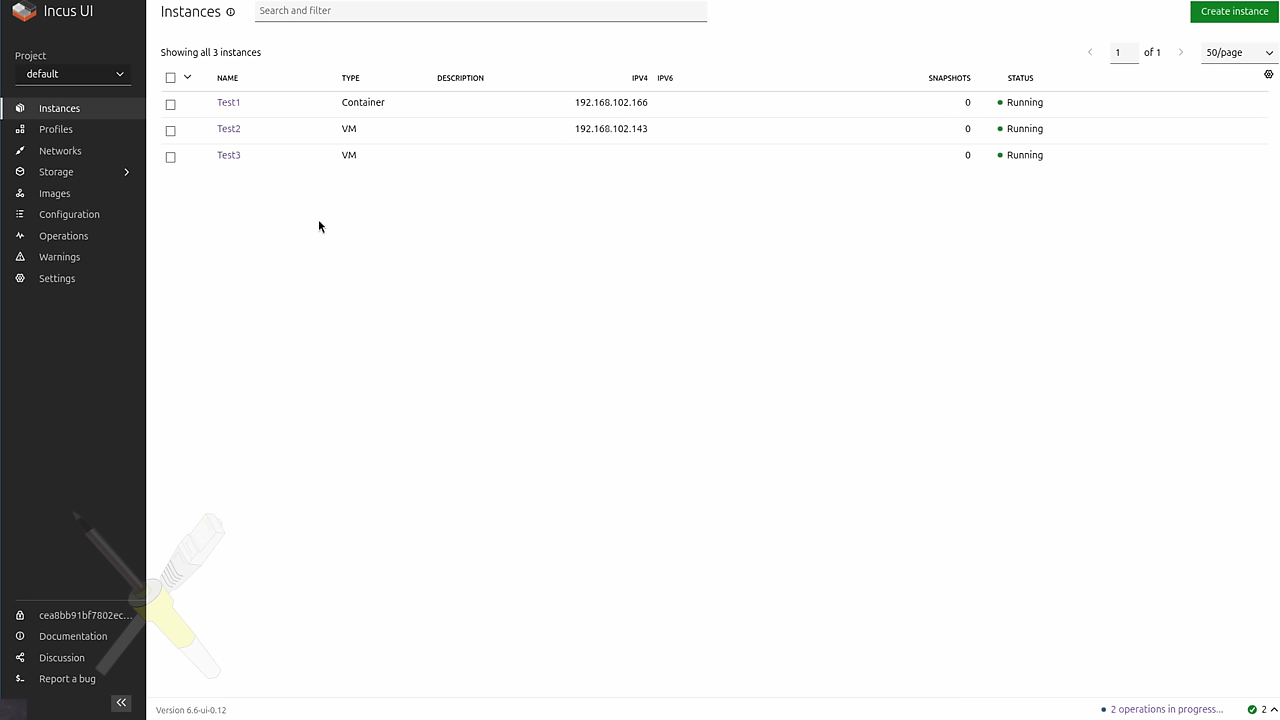 Incus UI
Project
default
Instances
Profiles
Networks
Storage
Images
Configuration
Operations
Warnings
Settings
cea8bb91bf7802ec...
Documentation
Discussion
Report a bug
Instances
Search and filter
Create instance
Showing all 3 instances
1 of 1 50/page
NAME TYPE DESCRIPTION IPV4 IPV6 SNAPSHOTS STATUS
Test1 Container 192.168.102.166 0 Running
Test2 VM 192.168.102.143 0 Running
Test3 VM 0 Running
Version 6.6-ui-0.12
2 operations in progress... 2